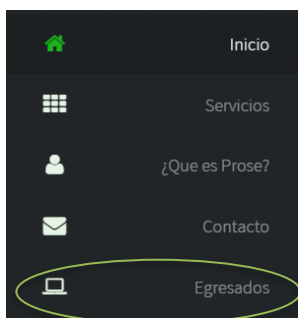 Inicio
Servicios
¿Que es Prose?
Contacto
Egresados